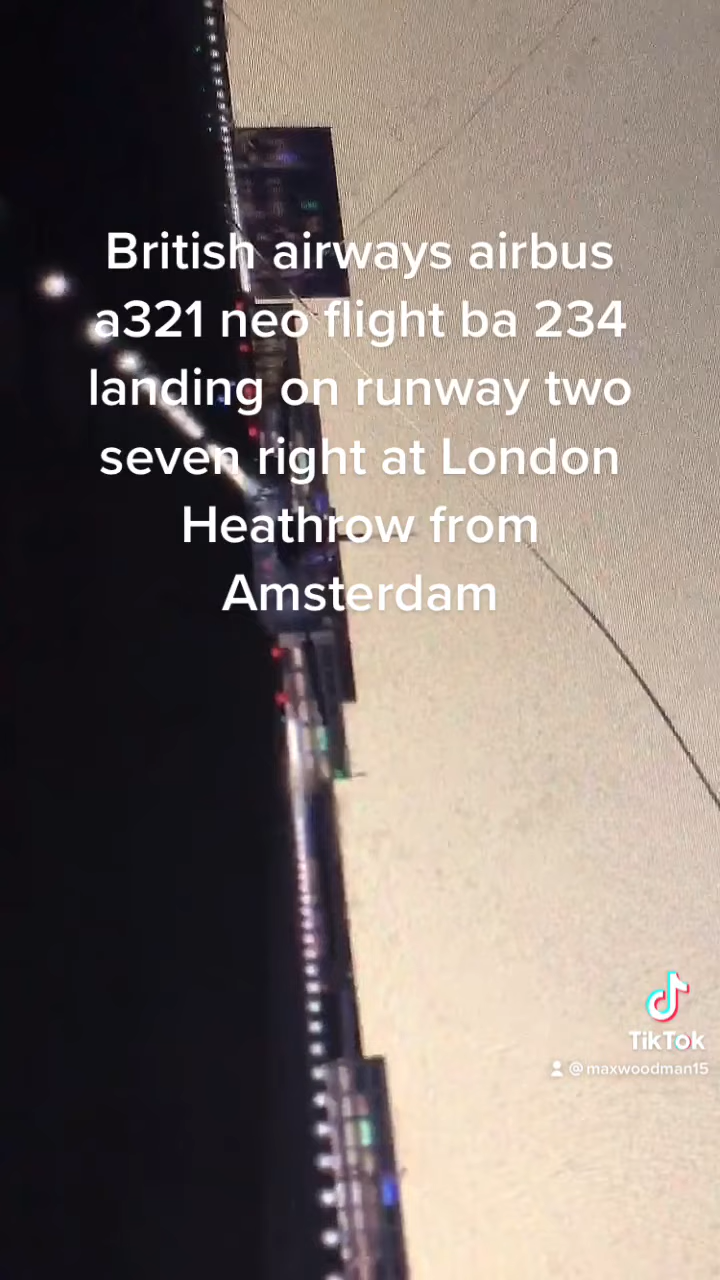 British airways airbus
a321 neo flight ba 234
landing on runway two
seven right at London
Heathrow from
Amsterdam
TikTok
@maxwoodman15